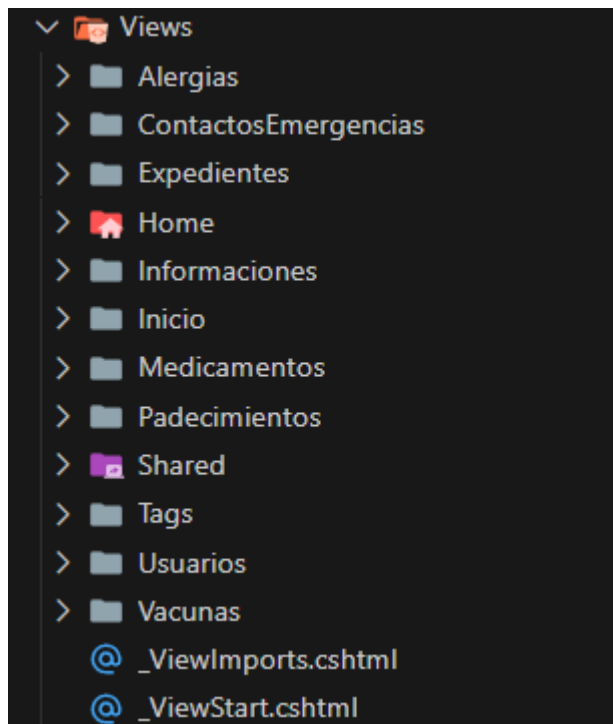 Views
Alergias
ContactosEmergencias
Expedientes
Home
Informaciones
Inicio
Medicamentos
Padecimientos
Shared
Tags
Usuarios
Vacunas
_ViewImports.cshtml
_ViewStart.cshtml